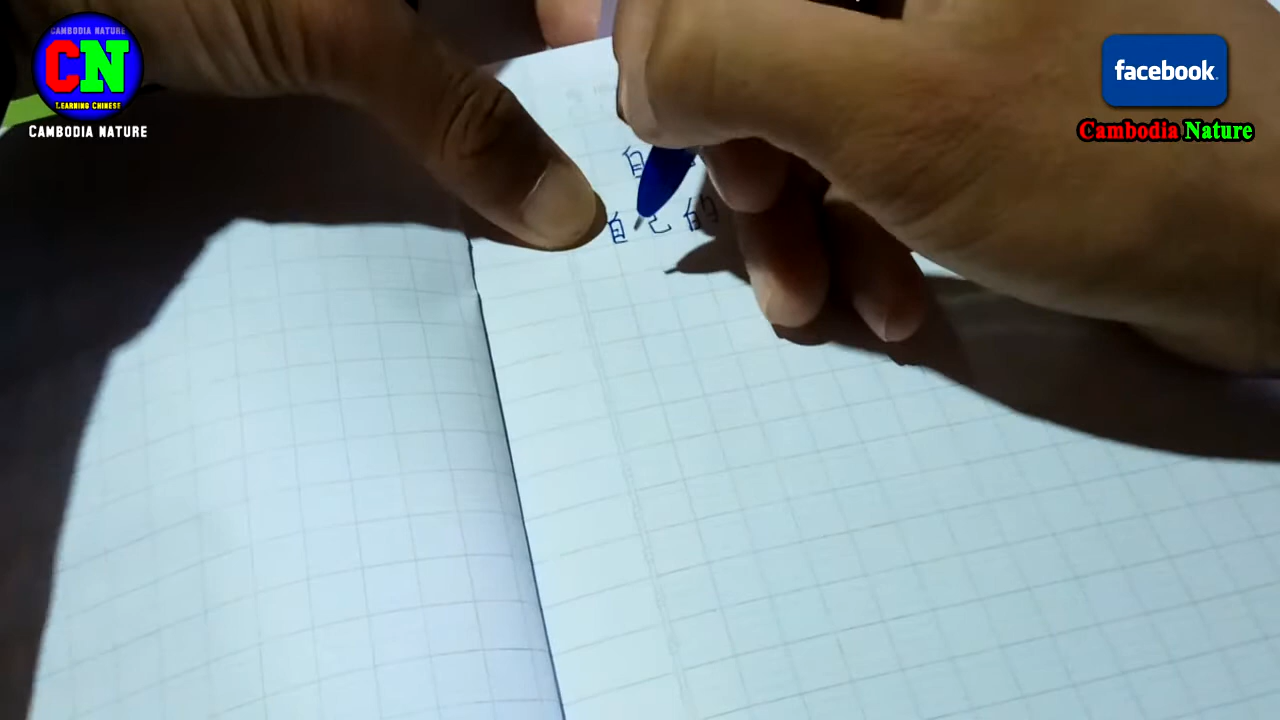 CAMBODIA NATURE
CN
LEARNING CHINESE
CAMBODIA NATURE
facebook
Cambodia Nature
自
自己的